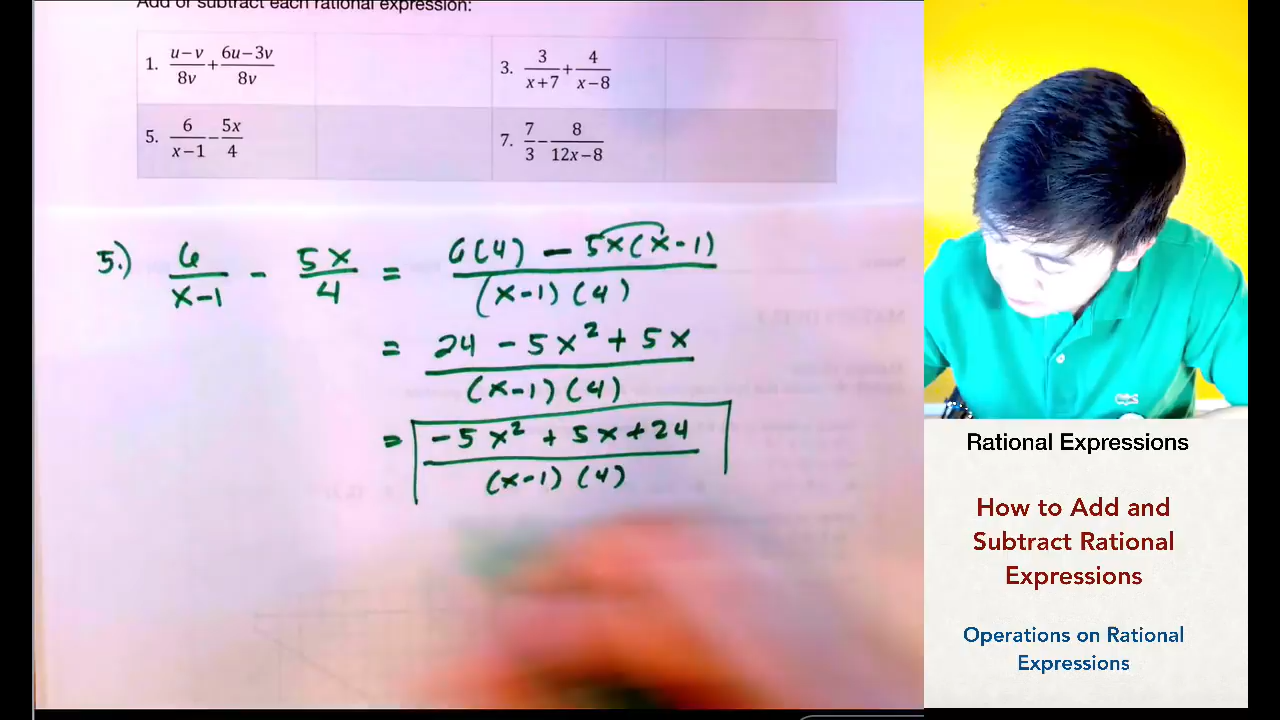 Add or subtract each rational expression:
1. u−v/8v + 6u−3v/8v
3. 3/x+7 + 4/x−8
5. 6/x−1 − 5x/4
7. 7/3 − 8/12x−8
5.) 6/x-1 - 5x/4 = 6(4) - 5x(x-1)/(x-1)(4)
= 24 - 5x² + 5x/(x-1)(4)
= -5x² + 5x + 24/(x-1)(4)
Rational Expressions
How to Add and
Subtract Rational
Expressions
Operations on Rational
Expressions